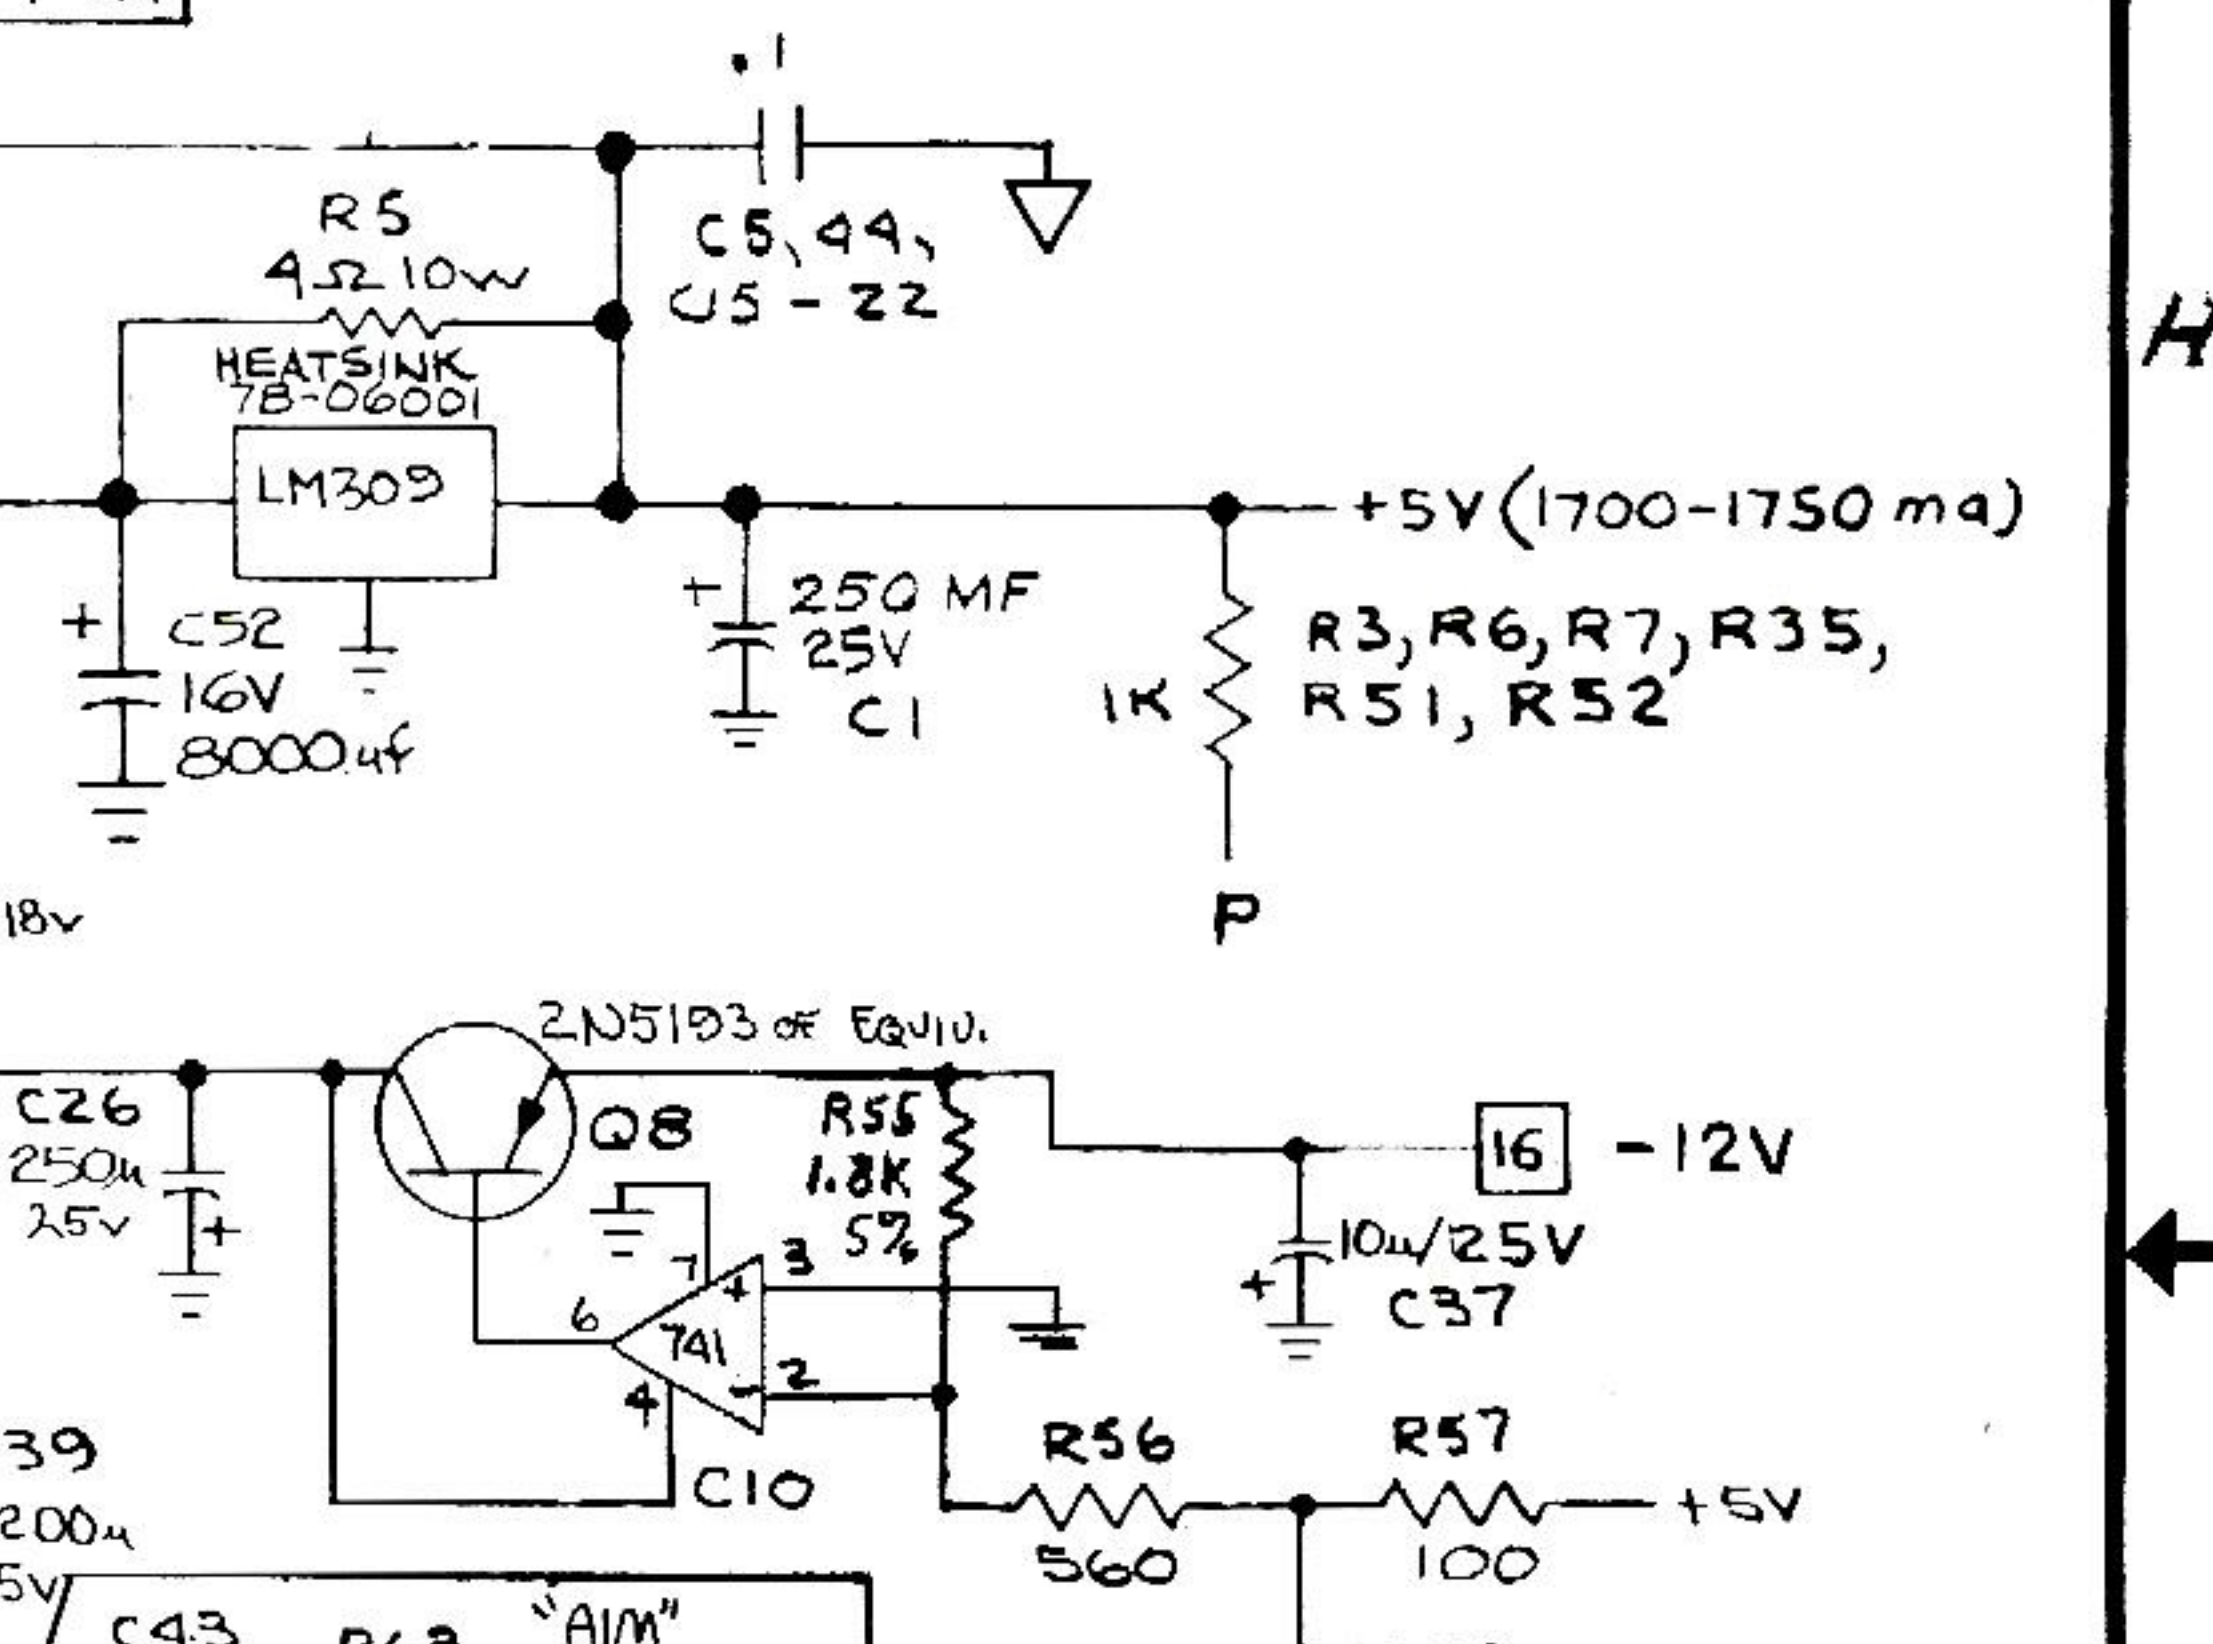 .1
R5
4Ω 10W
HEATSINK
78-06001
C5, 44,
U5 - 22
H
LM309
+5V (1700-1750 ma)
+
C52
16V
8000uf
+
250 MF
25V
C1
1K
R3, R6, R7, R35,
R51, R52
P
18v
2N5193 or EQUIV.
C26
250u
25v
+
Q8
R55
1.8K
5%
16
-12V
10u/25V
+
C37
7
3
+
6
741
2
-
4
C10
R56
560
R57
100
+5V
39
200u
5V
C43
"AIM"